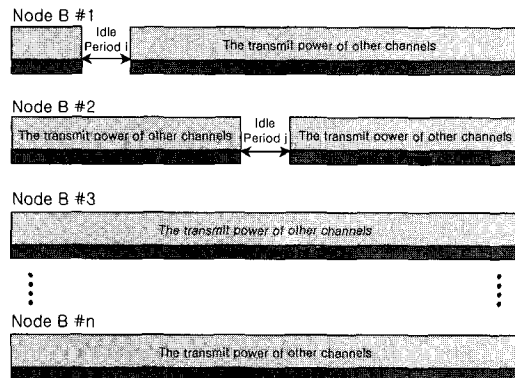 Node B #1
Idle
Period i
The transmit power of other channels
Node B #2
The transmit power of other channels
Idle
Period j
The transmit power of other channels
Node B #3
The transmit power of other channels
Node B #n
The transmit power of other channels